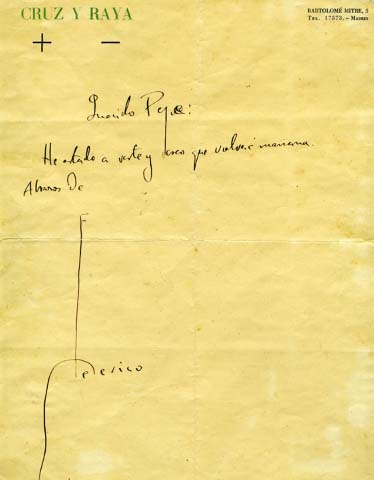 CRUZ Y RAYA
+ –
BARTOLOMÉ MITRE, 5
TEL. 17573. – MADRID
Querido Pepe:
He estado a verte y creo que volveré mañana.
Abrazos De
Federico